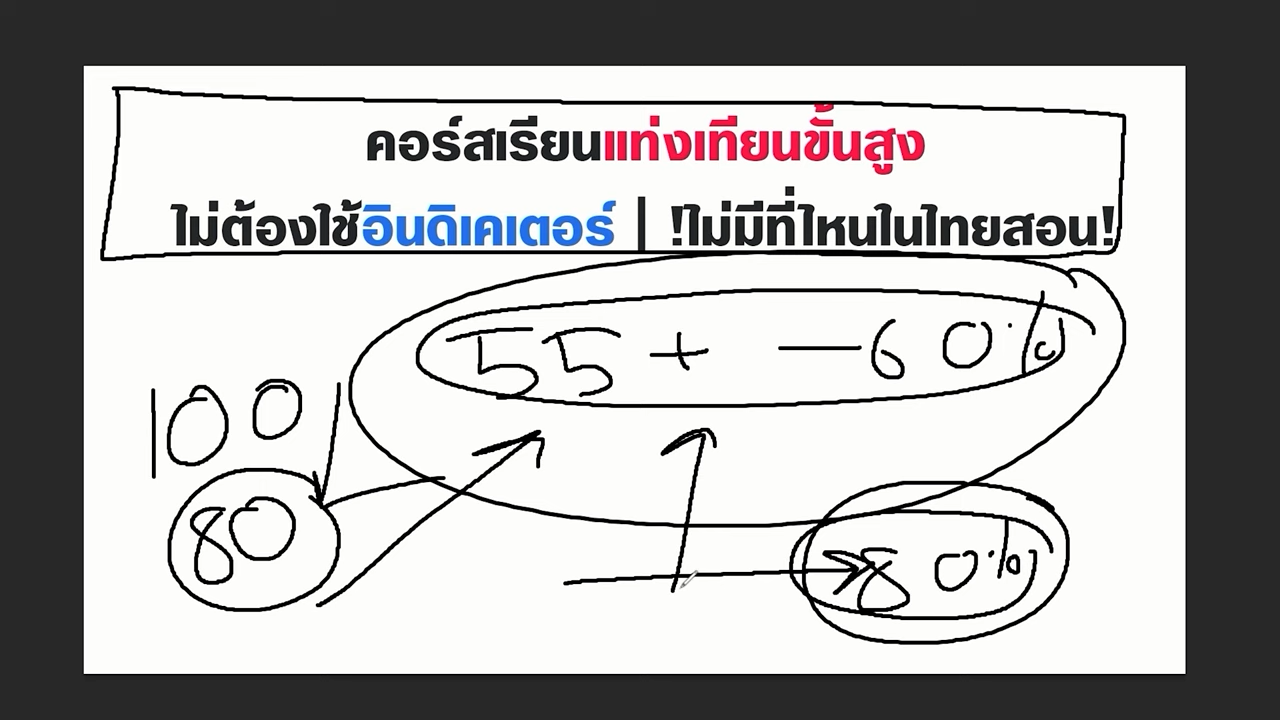 คอร์สเรียนแท่งเทียนขั้นสูง
ไม่ต้องใช้อินดิเคเตอร์ | !ไม่มีที่ไหนในไทยสอน!
55 + - 60%
100
80
80%